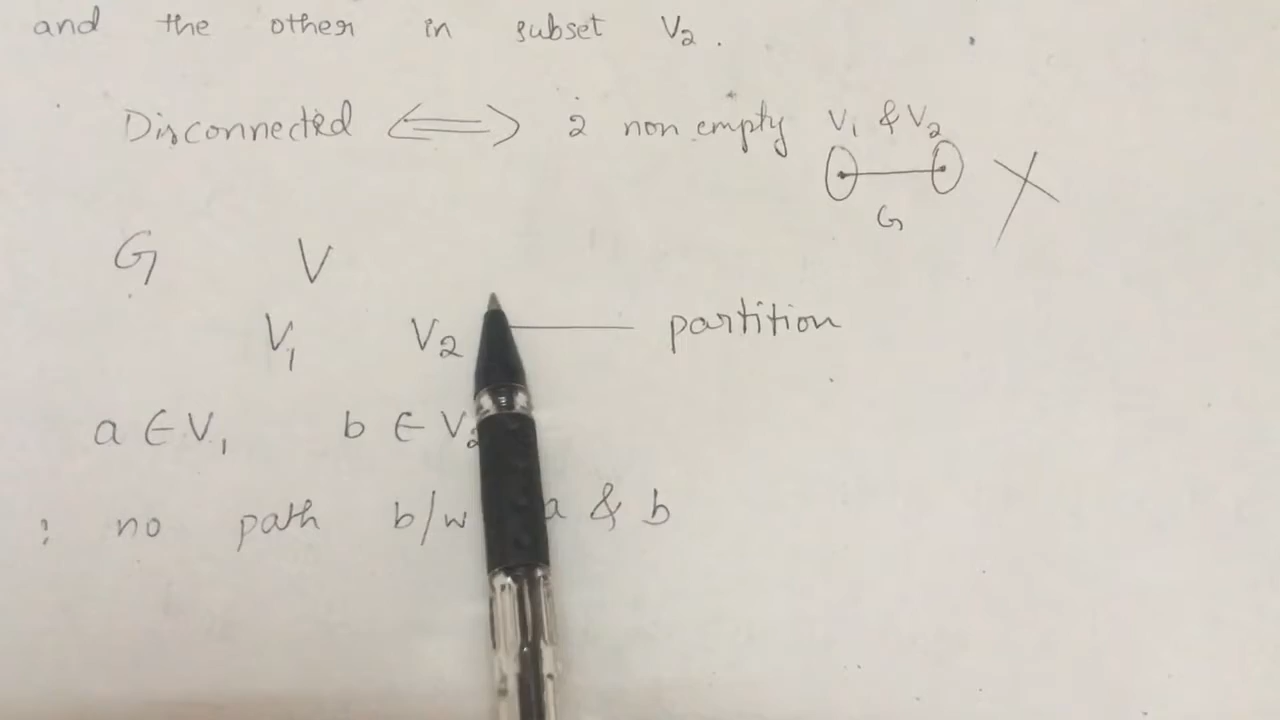 and the other in subset V₂ .
Disconnected ⟺ 2 non empty V₁ & V₂
G
G V
V₁ V₂ partition
a ∈ V₁ b ∈ V₂
: no path b/w a & b